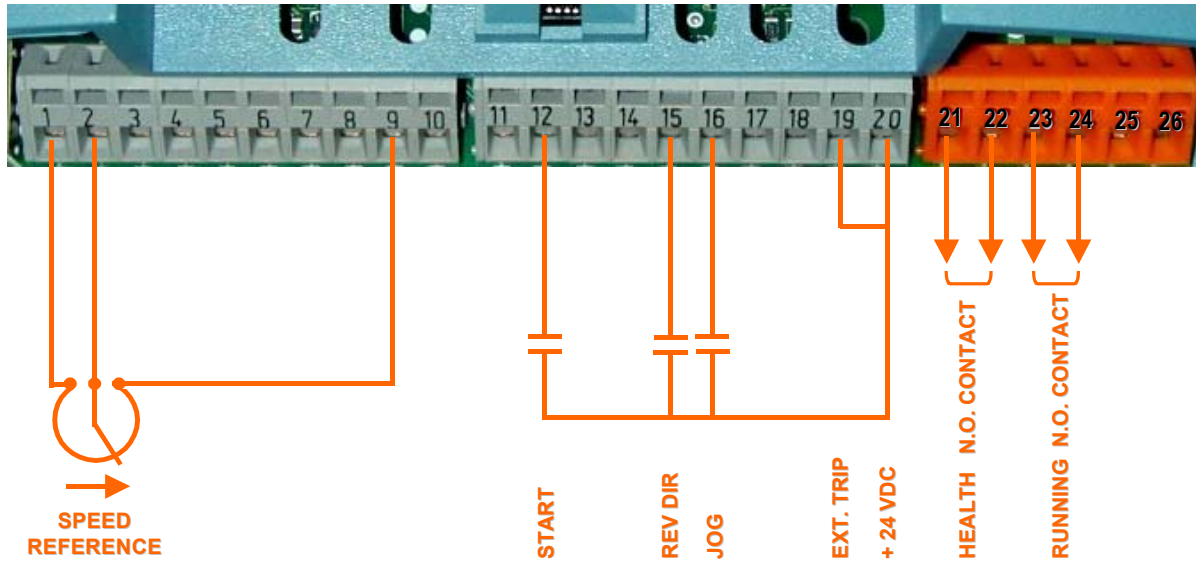 1 2 3 4 5 6 7 8 9 10 11 12 13 14 15 16 17 18 19 20 21 22 23 24 25 26
SPEED
REFERENCE
START
REV DIR
JOG
EXT. TRIP
+ 24 VDC
HEALTH N.O. CONTACT
RUNNING N.O. CONTACT